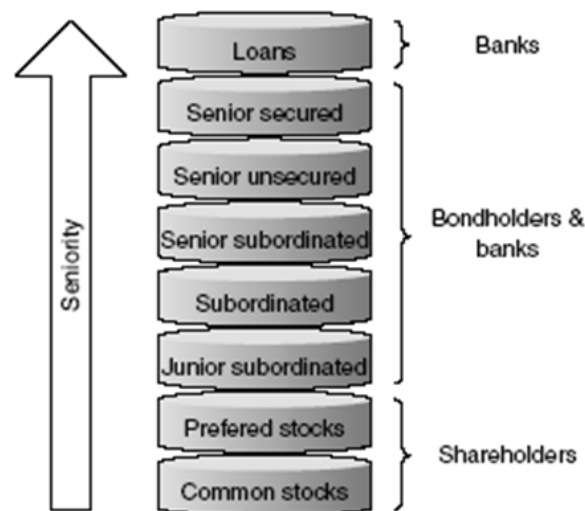 Loans
Banks
Senior secured
Senior unsecured
Senior subordinated
Subordinated
Junior subordinated
Bondholders &
banks
Prefered stocks
Common stocks
Shareholders
Seniority